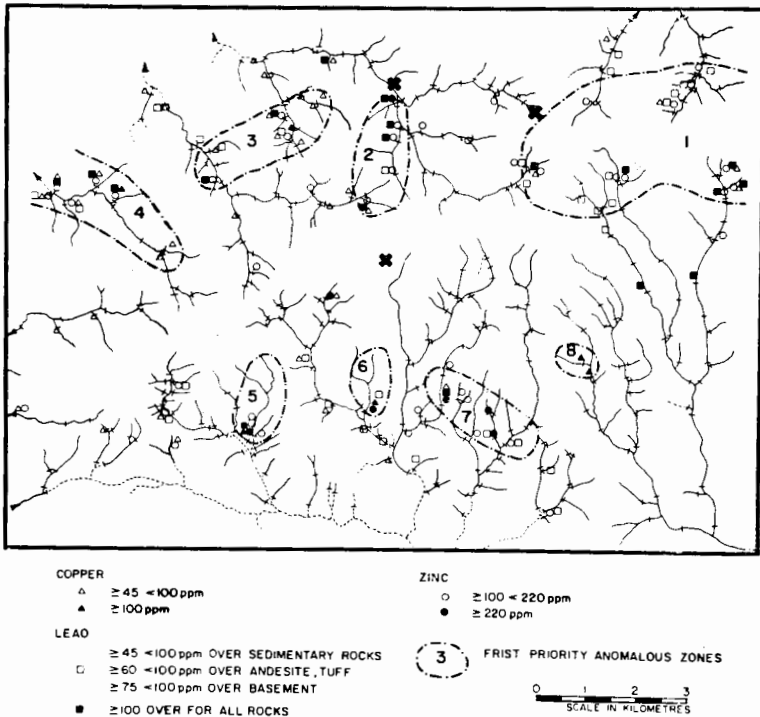 1
3
2
4
8
6
5
7
COPPER
≥ 45 < 100 ppm
≥ 100 ppm
LEAO
≥ 45 < 100 ppm OVER SEDIMENTARY ROCKS
≥ 60 < 100 ppm OVER ANDESITE, TUFF
≥ 75 < 100 ppm OVER BASEMENT
≥ 100 OVER FOR ALL ROCKS
ZINC
≥ 100 < 220 ppm
≥ 220 ppm
3 FRIST PRIORITY ANOMALOUS ZONES
0 1 2 3
SCALE IN KILOMETRES